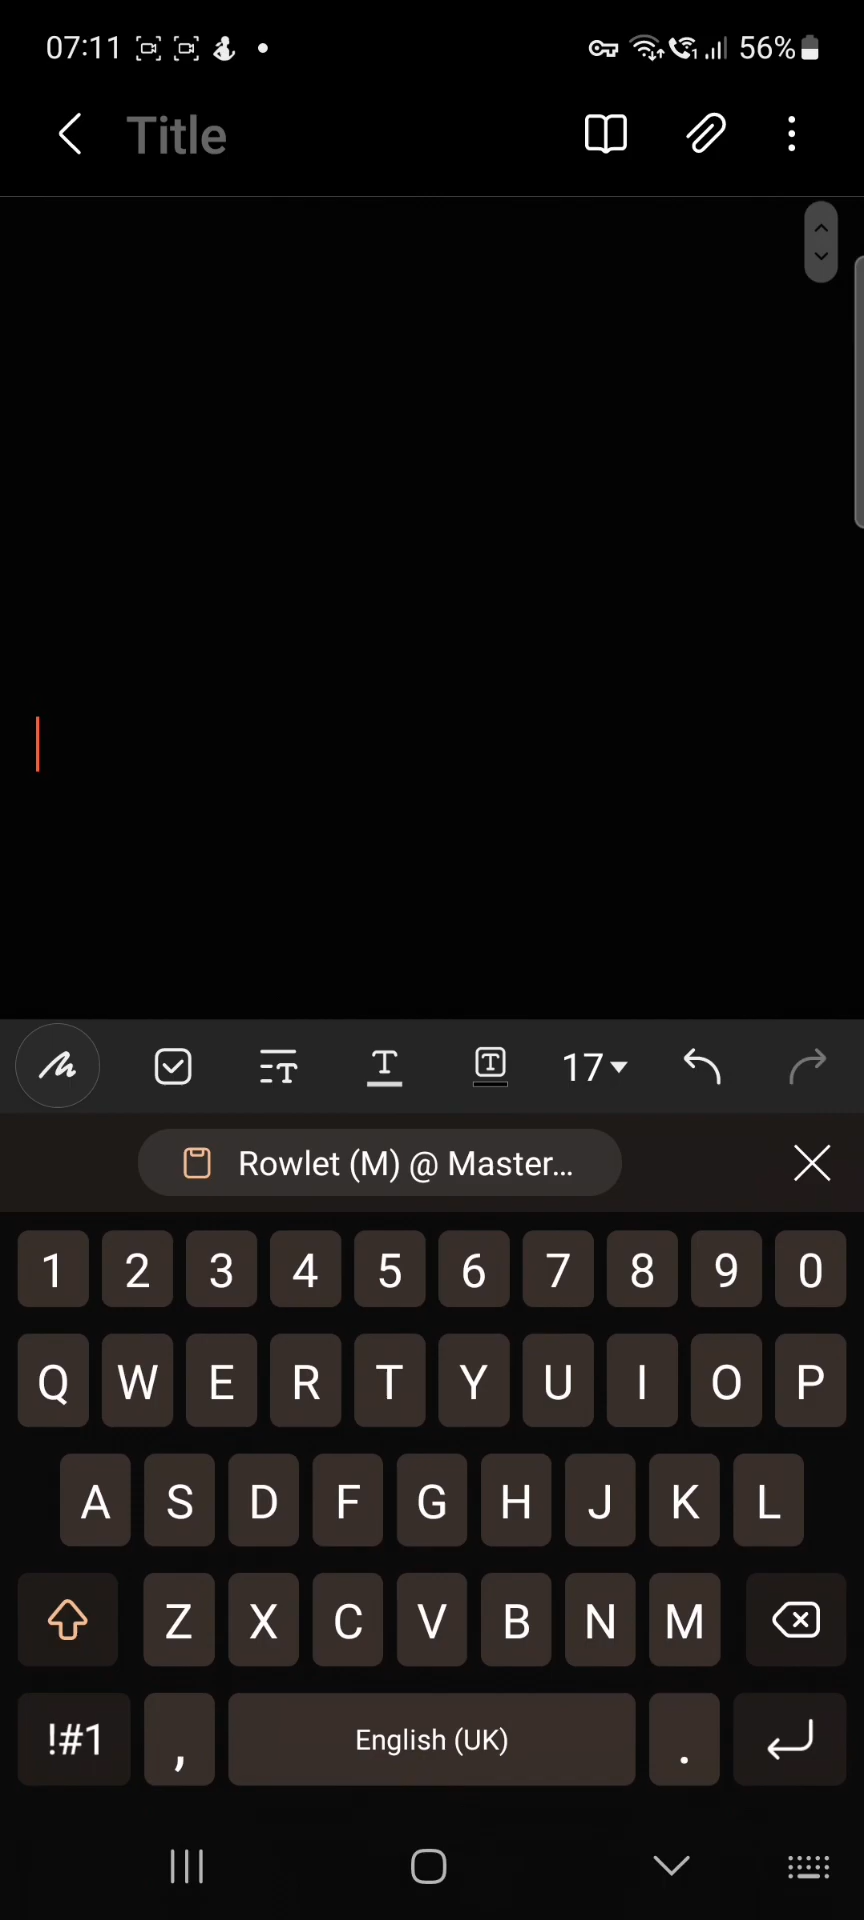 07:11 56%
Title
17
Rowlet (M) @ Master...
1 2 3 4 5 6 7 8 9 0
Q W E R T Y U I O P
A S D F G H J K L
Z X C V B N M
!#1 , English (UK) .